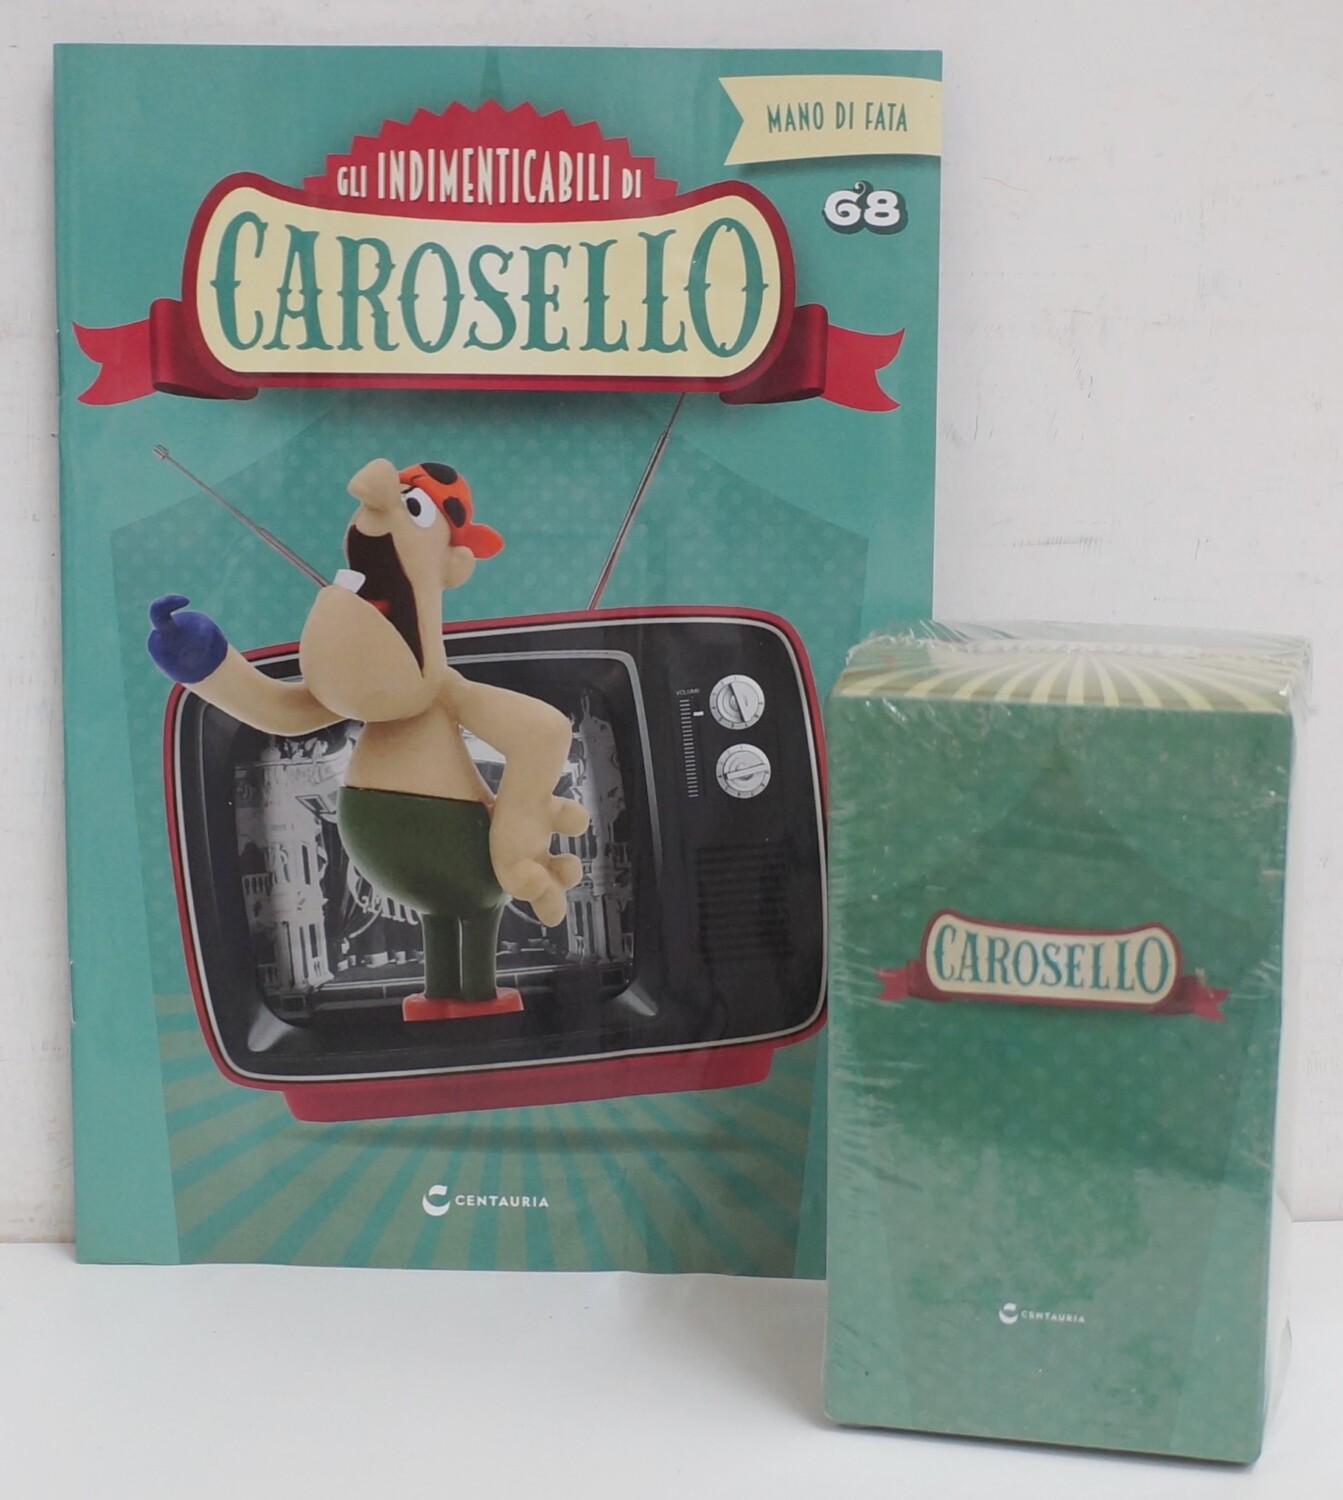 MANO DI FATA
68
GLI INDIMENTICABILI DI
CAROSELLO
VOLUME
CENTAURIA
CAROSELLO
CENTAURIA